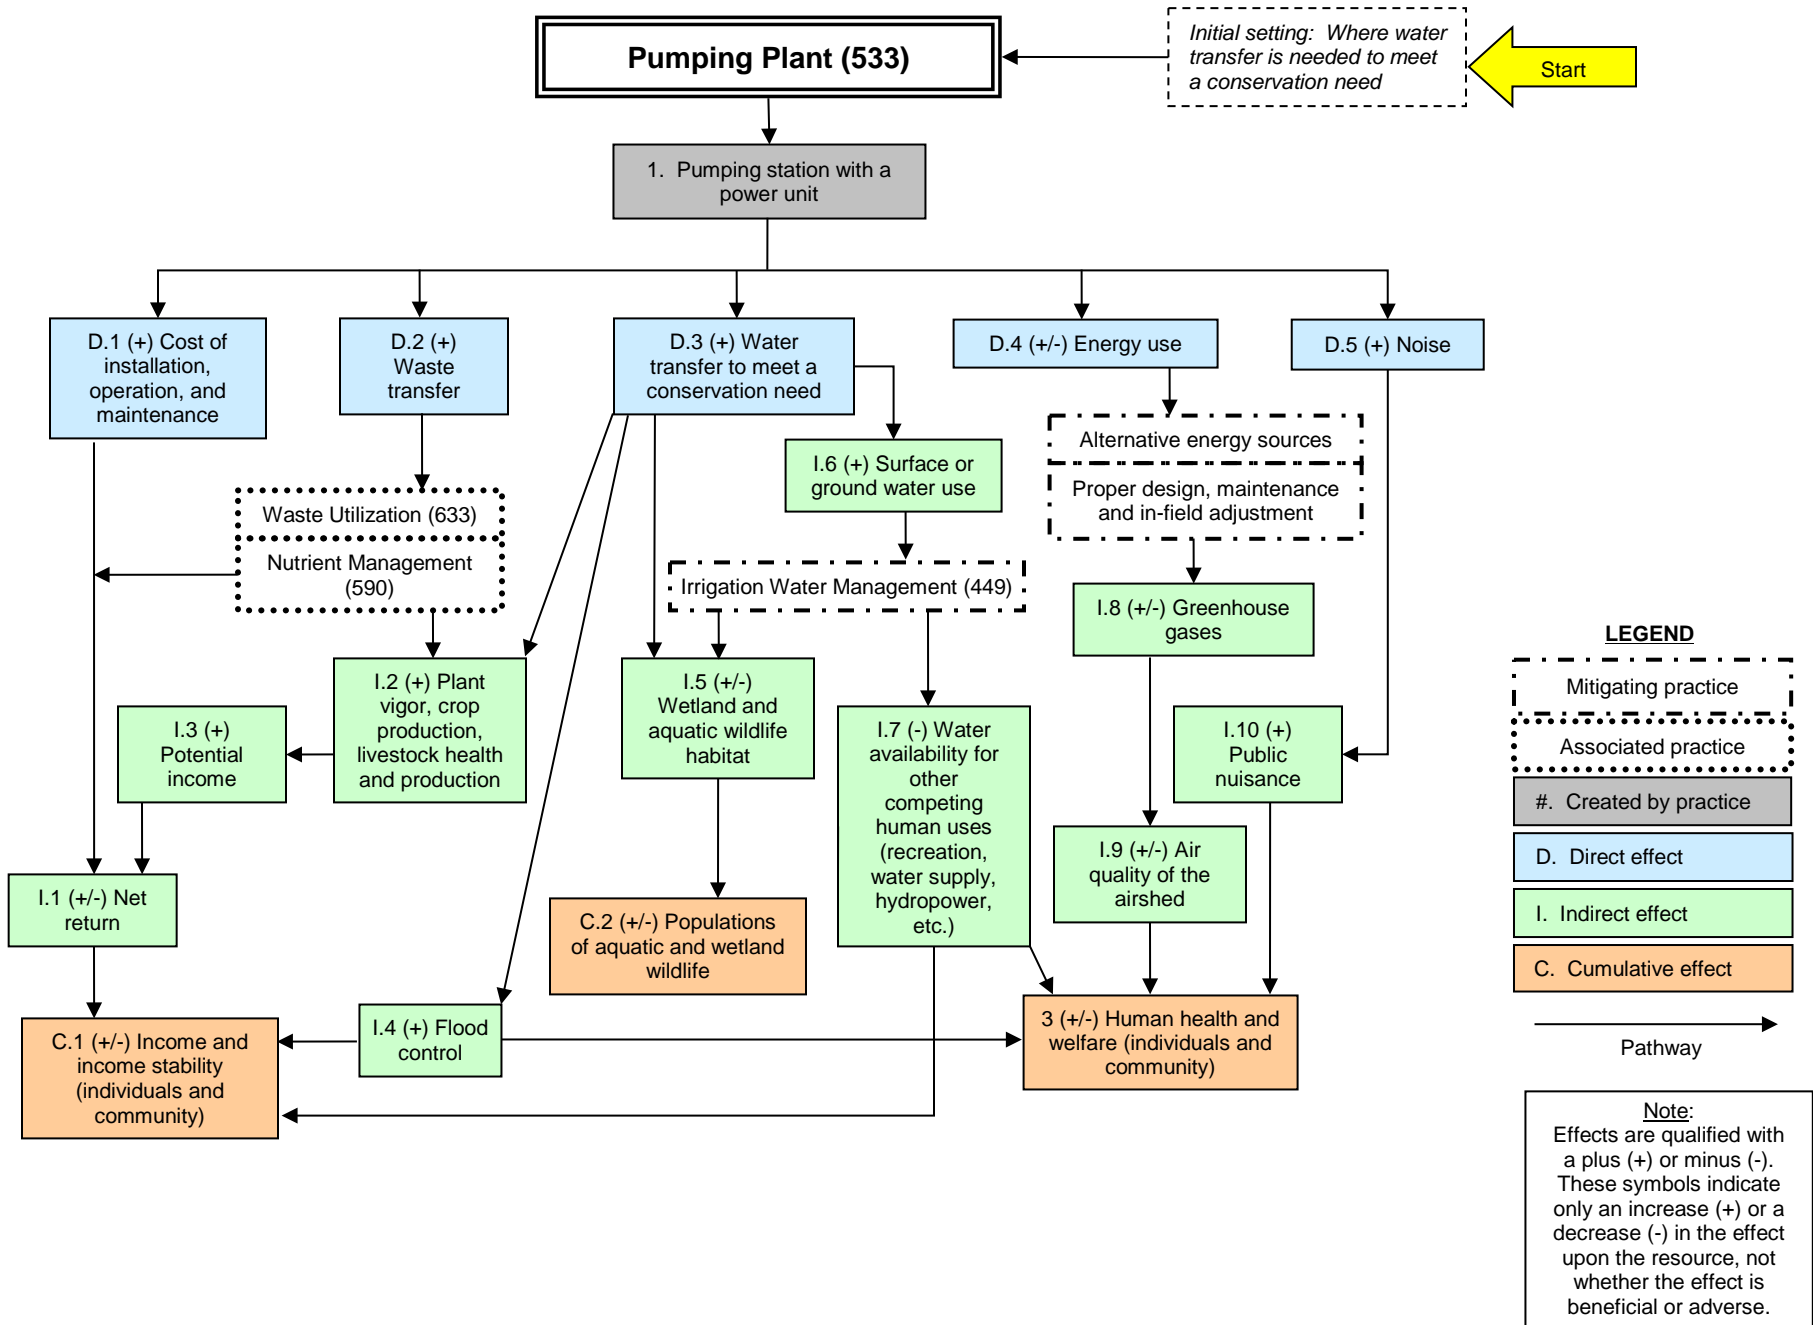 Pumping Plant (533)
Initial setting:  Where water
transfer is needed to meet
a conservation need
Start
1.  Pumping station with a
power unit
D.1 (+) Cost of
installation,
operation, and
maintenance
D.2 (+)
Waste
transfer
D.3 (+) Water
transfer to meet a
conservation need
D.4 (+/-) Energy use
D.5 (+) Noise
Alternative energy sources
Proper design, maintenance
and in-field adjustment
I.6 (+) Surface or
ground water use
Waste Utilization (633)
Nutrient Management
(590)
Irrigation Water Management (449)
I.8 (+/-) Greenhouse
gases
I.2 (+) Plant
vigor, crop
production,
livestock health
and production
I.5 (+/-)
Wetland and
aquatic wildlife
habitat
I.3 (+)
Potential
income
I.7 (-) Water
availability for
other
competing
human uses
(recreation,
water supply,
hydropower,
etc.)
I.10 (+)
Public
nuisance
I.9 (+/-) Air
quality of the
airshed
I.1 (+/-) Net
return
C.2 (+/-) Populations
of aquatic and wetland
wildlife
I.4 (+) Flood
control
C.1 (+/-) Income and
income stability
(individuals and
community)
3 (+/-) Human health and
welfare (individuals and
community)
LEGEND
Mitigating practice
Associated practice
#.  Created by practice
D.  Direct effect
I.  Indirect effect
C.  Cumulative effect
Pathway
Note:
Effects are qualified with
a plus (+) or minus (-).
These symbols indicate
only an increase (+) or a
decrease (-) in the effect
upon the resource, not
whether the effect is
beneficial or adverse.